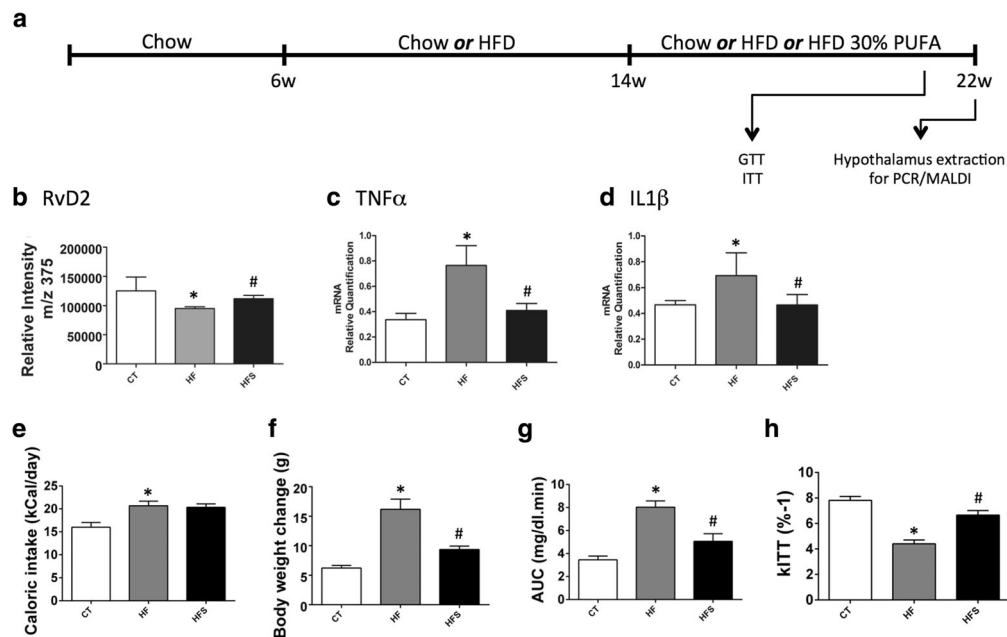 a
Chow
Chow or HFD
Chow or HFD or HFD 30% PUFA
6w
14w
22w
GTT
ITT
Hypothalamus extraction
for PCR/MALDI
b RvD2
Relative Intensity
m/z 375
200000
150000
100000
50000
0
*
#
CT
HF
HFS
c TNFα
mRNA
Relative Quantification
1.0
0.8
0.6
0.4
0.2
0.0
*
#
CT
HF
HFS
d IL1β
mRNA
Relative Quantification
1.0
0.8
0.6
0.4
0.2
0.0
*
#
CT
HF
HFS
e
Caloric intake (kCal/day)
30
25
20
15
10
5
0
*
CT
HF
HFS
f
Body weight change (g)
20
15
10
5
0
*
#
CT
HF
HFS
g
AUC (mg/dl.min)
10
8
6
4
2
0
*
#
CT
HF
HFS
h
kITT (%-1)
10
8
6
4
2
0
*
#
CT
HF
HFS